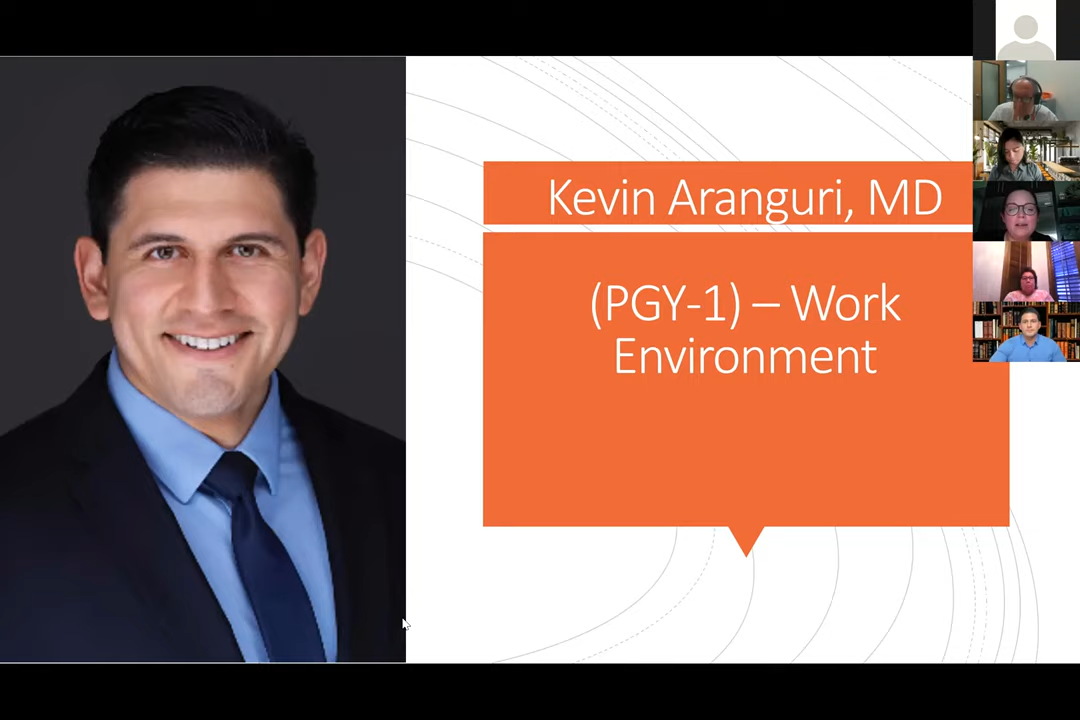 Kevin Aranguri, MD
(PGY-1) – Work
Environment